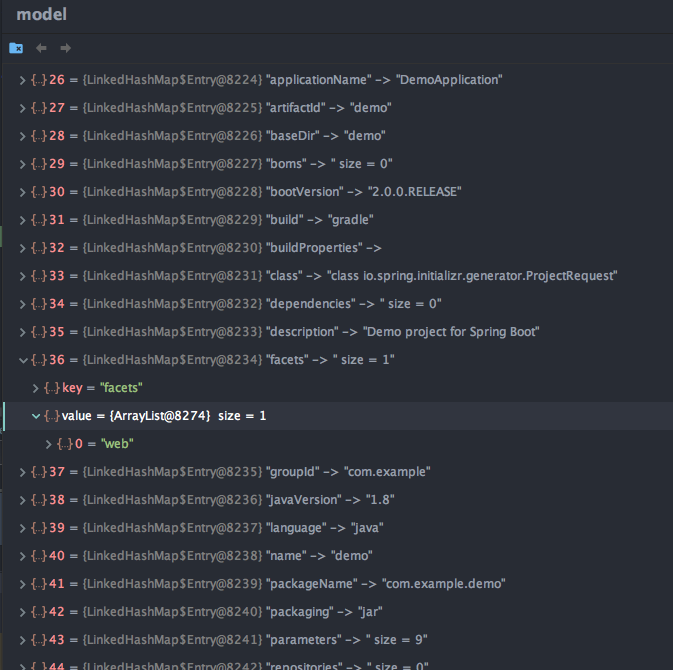 model
{..} 26 = {LinkedHashMap$Entry@8224} "applicationName" -> "DemoApplication"
{..} 27 = {LinkedHashMap$Entry@8225} "artifactId" -> "demo"
{..} 28 = {LinkedHashMap$Entry@8226} "baseDir" -> "demo"
{..} 29 = {LinkedHashMap$Entry@8227} "boms" -> " size = 0"
{..} 30 = {LinkedHashMap$Entry@8228} "bootVersion" -> "2.0.0.RELEASE"
{..} 31 = {LinkedHashMap$Entry@8229} "build" -> "gradle"
{..} 32 = {LinkedHashMap$Entry@8230} "buildProperties" ->
{..} 33 = {LinkedHashMap$Entry@8231} "class" -> "class io.spring.initializr.generator.ProjectRequest"
{..} 34 = {LinkedHashMap$Entry@8232} "dependencies" -> " size = 0"
{..} 35 = {LinkedHashMap$Entry@8233} "description" -> "Demo project for Spring Boot"
{..} 36 = {LinkedHashMap$Entry@8234} "facets" -> " size = 1"
{..} key = "facets"
{..} value = {ArrayList@8274} size = 1
{..} 0 = "web"
{..} 37 = {LinkedHashMap$Entry@8235} "groupId" -> "com.example"
{..} 38 = {LinkedHashMap$Entry@8236} "javaVersion" -> "1.8"
{..} 39 = {LinkedHashMap$Entry@8237} "language" -> "java"
{..} 40 = {LinkedHashMap$Entry@8238} "name" -> "demo"
{..} 41 = {LinkedHashMap$Entry@8239} "packageName" -> "com.example.demo"
{..} 42 = {LinkedHashMap$Entry@8240} "packaging" -> "jar"
{..} 43 = {LinkedHashMap$Entry@8241} "parameters" -> " size = 9"
{..} 44 = {LinkedHashMap$Entry@8242} "repositories" -> " size = 0"